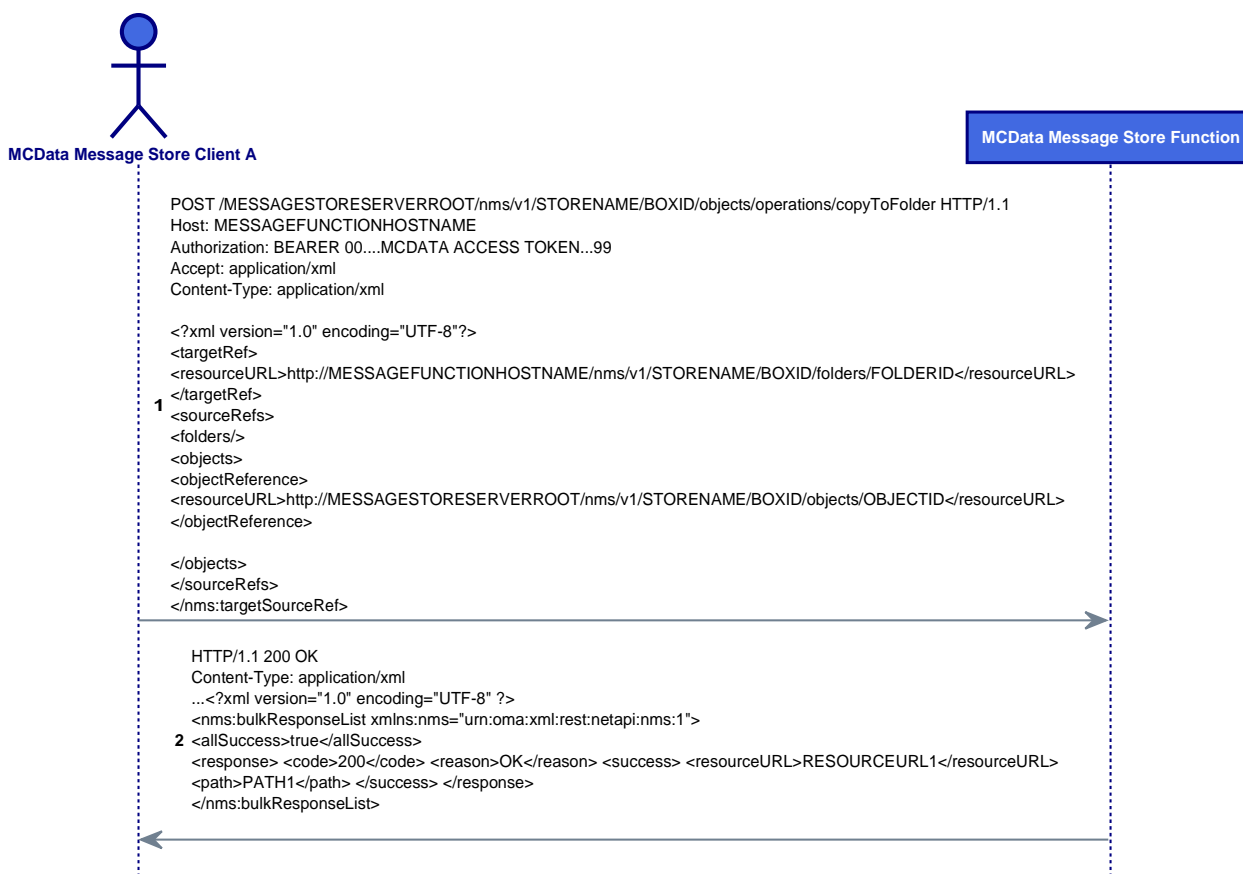 MCData Message Store Client A
MCData Message Store Function
POST /MESSAGESTORESERVERROOT/nms/v1/STORENAME/BOXID/objects/operations/copyToFolder HTTP/1.1
Host: MESSAGEFUNCTIONHOSTNAME
Authorization: BEARER 00....MCDATA ACCESS TOKEN...99
Accept: application/xml
Content-Type: application/xml
<?xml version="1.0" encoding="UTF-8"?>
<targetRef>
<resourceURL>http://MESSAGEFUNCTIONHOSTNAME/nms/v1/STORENAME/BOXID/folders/FOLDERID</resourceURL>
</targetRef>
1
<sourceRefs>
<folders/>
<objects>
<objectReference>
<resourceURL>http://MESSAGESTORESERVERROOT/nms/v1/STORENAME/BOXID/objects/OBJECTID</resourceURL>
</objectReference>
</objects>
</sourceRefs>
</nms:targetSourceRef>
HTTP/1.1 200 OK
Content-Type: application/xml
...<?xml version="1.0" encoding="UTF-8" ?>
<nms:bulkResponseList xmlns:nms="urn:oma:xml:rest:netapi:nms:1">
2 <allSuccess>true</allSuccess>
<response> <code>200</code> <reason>OK</reason> <success> <resourceURL>RESOURCEURL1</resourceURL>
<path>PATH1</path> </success> </response>
</nms:bulkResponseList>